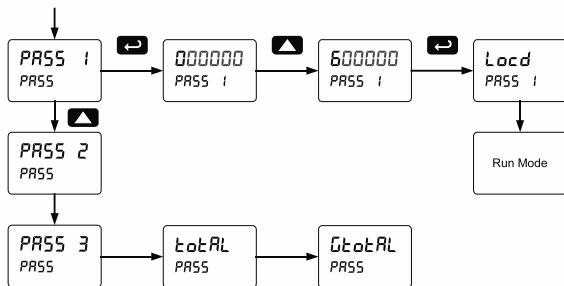 PASS 1
PASS
000000
PASS 1
600000
PASS 1
Locd
PASS 1
PASS 2
PASS
Run Mode
PASS 3
PASS
totAL
PASS
GtotAL
PASS